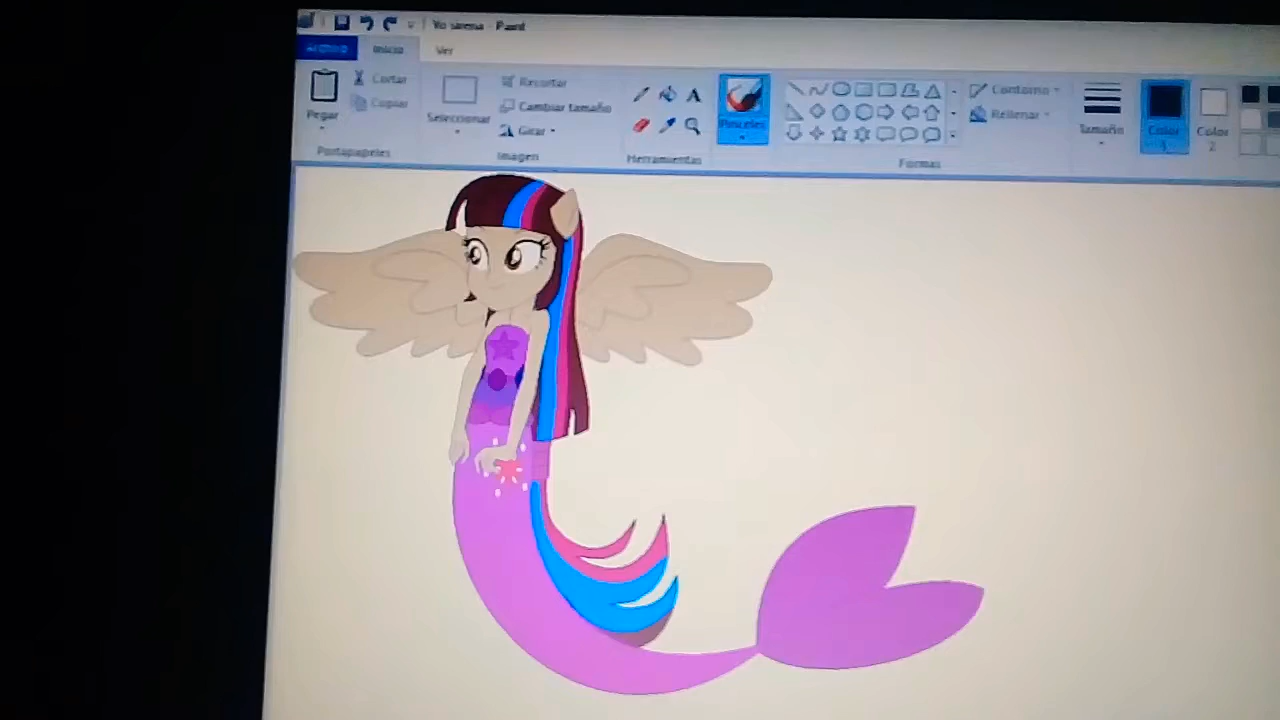 Yo sirena - Paint
Archivo Inicio Ver
Pegar
Cortar
Copiar
Portapapeles
Seleccionar
Recortar
Cambiar tamaño
Girar
Imagen
A
Herramientas
Pinceles
Formas
Contorno
Rellenar
Tamaño
Color
1
Color
2